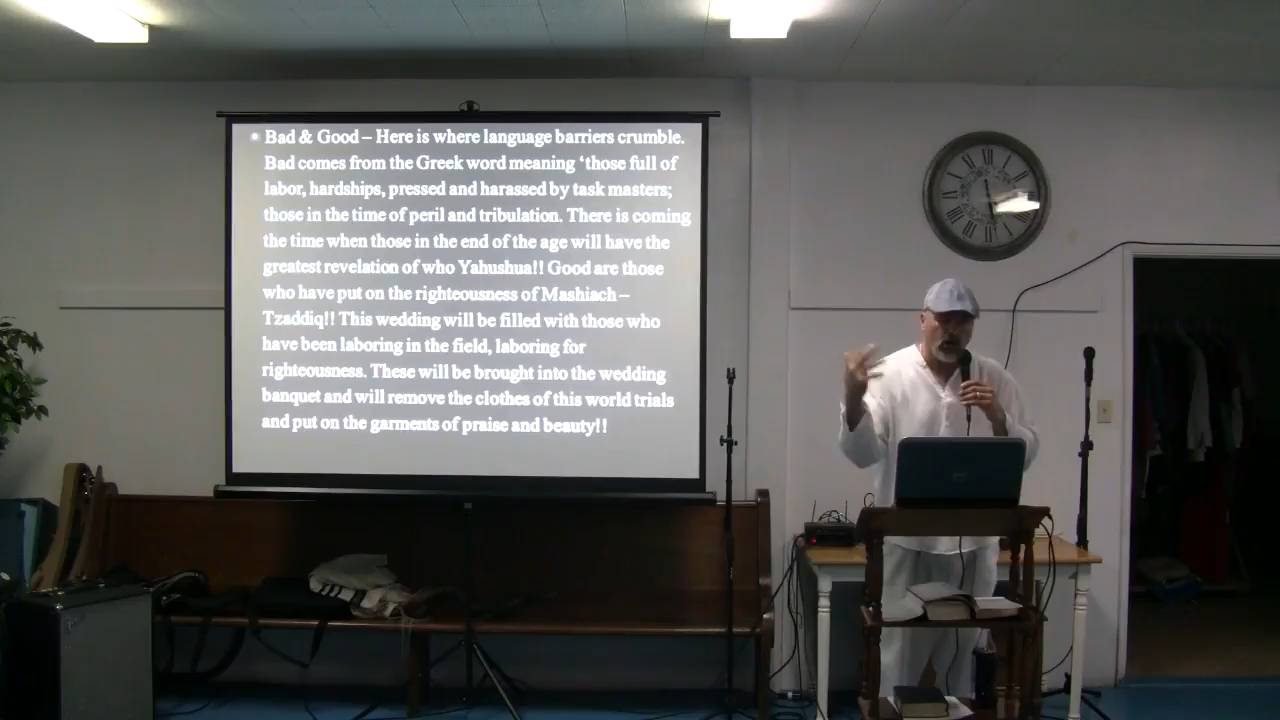 Bad & Good – Here is where language barriers crumble.
Bad comes from the Greek word meaning ‘those full of
labor, hardships, pressed and harassed by task masters;
those in the time of peril and tribulation. There is coming
the time when those in the end of the age will have the
greatest revelation of who Yahushua!! Good are those
who have put on the righteousness of Mashiach –
Tzaddiq!! This wedding will be filled with those who
have been laboring in the field, laboring for
righteousness. These will be brought into the wedding
banquet and will remove the clothes of this world trials
and put on the garments of praise and beauty!!